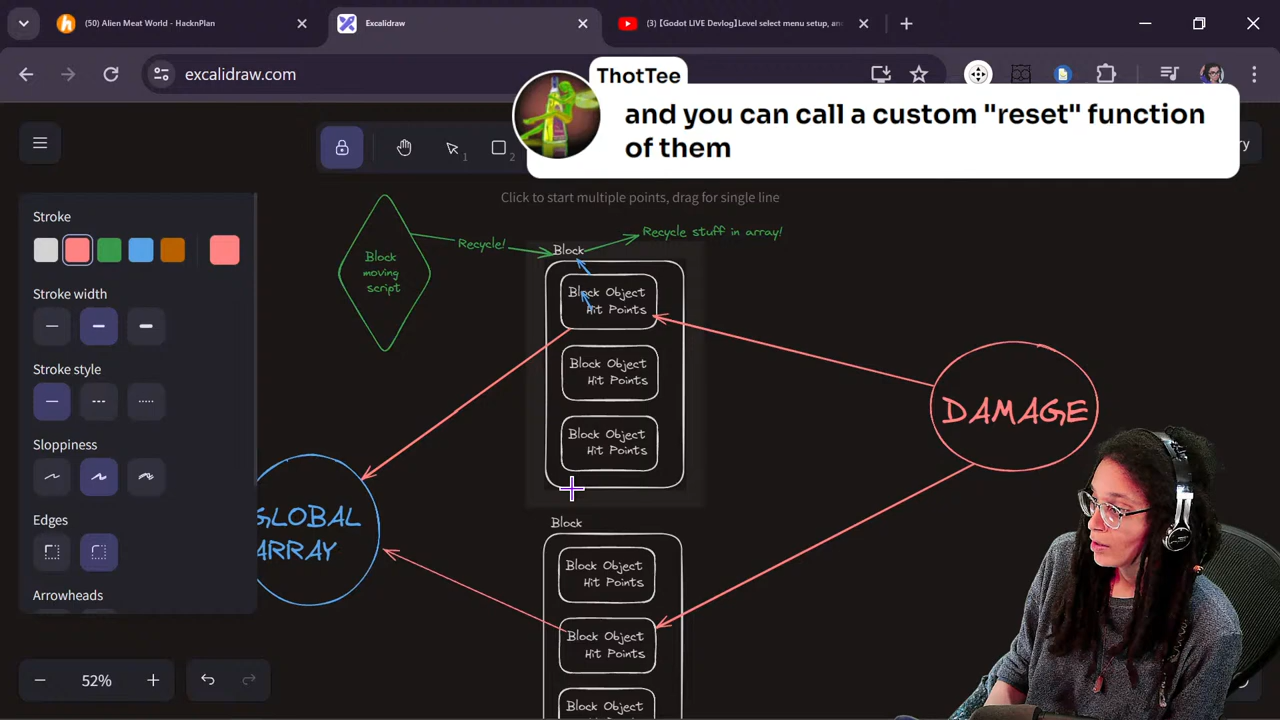 (50) Alien Meat World - HacknPlan
Excalidraw
(3) [Godot LIVE Devlog]Level select menu setup, an
excalidraw.com
ThotTee
and you can call a custom "reset" function
of them
1
2
Click to start multiple points, drag for single line
Stroke
Stroke width
Stroke style
Sloppiness
Edges
Arrowheads
52%
Block
moving
script
Recycle!
Block
Recycle stuff in array!
Block Object
Hit Points
Block Object
Hit Points
Block Object
Hit Points
DAMAGE
GLOBAL
ARRAY
Block
Block Object
Hit Points
Block Object
Hit Points
Block Object